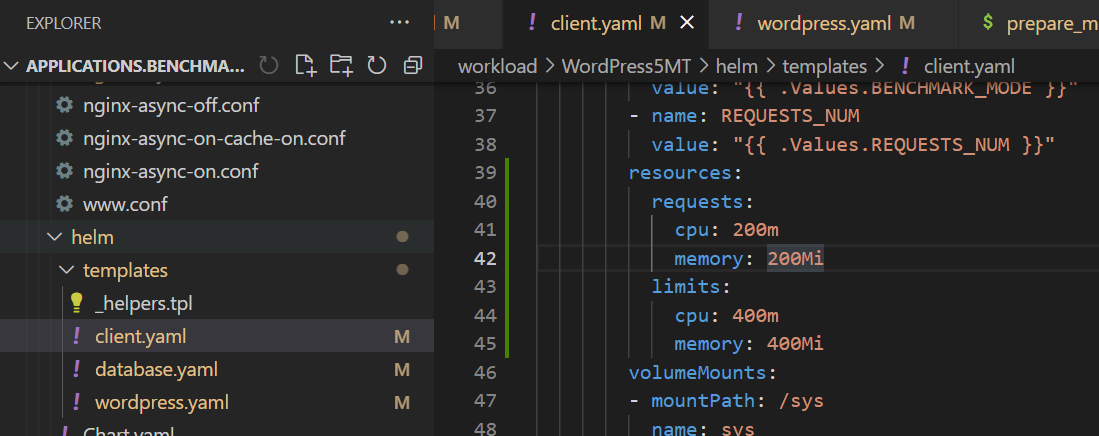 EXPLORER ...
APPLICATIONS.BENCHMA...
nginx-async-off.conf
nginx-async-on-cache-on.conf
nginx-async-on.conf
www.conf
helm
templates
_helpers.tpl
! client.yaml M
! database.yaml M
! wordpress.yaml M
! Chart.yaml
M ! client.yaml M ! wordpress.yaml M $ prepare_m
workload > WordPress5MT > helm > templates > ! client.yaml
36 value: "{{ .Values.BENCHMARK_MODE }}"
37 - name: REQUESTS_NUM
38 value: "{{ .Values.REQUESTS_NUM }}"
39 resources:
40 requests:
41 cpu: 200m
42 memory: 200Mi
43 limits:
44 cpu: 400m
45 memory: 400Mi
46 volumeMounts:
47 - mountPath: /sys
48 name: sys